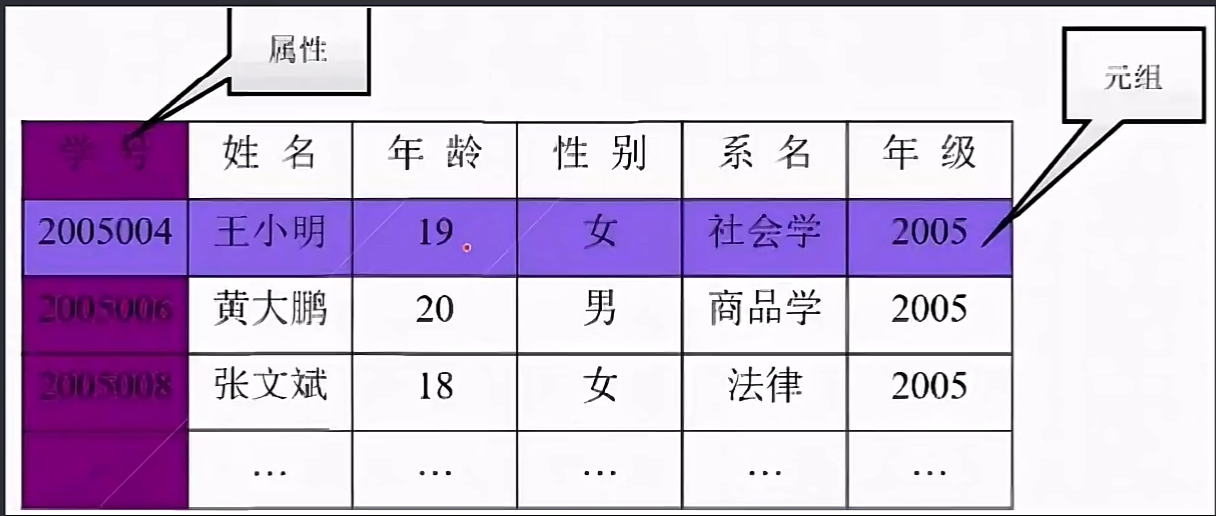 属性
元组
学 号 姓 名 年 龄 性 别 系 名 年 级
2005004 王小明 19 女 社会学 2005
2005006 黄大鹏 20 男 商品学 2005
2005008 张文斌 18 女 法律 2005
… … … … …